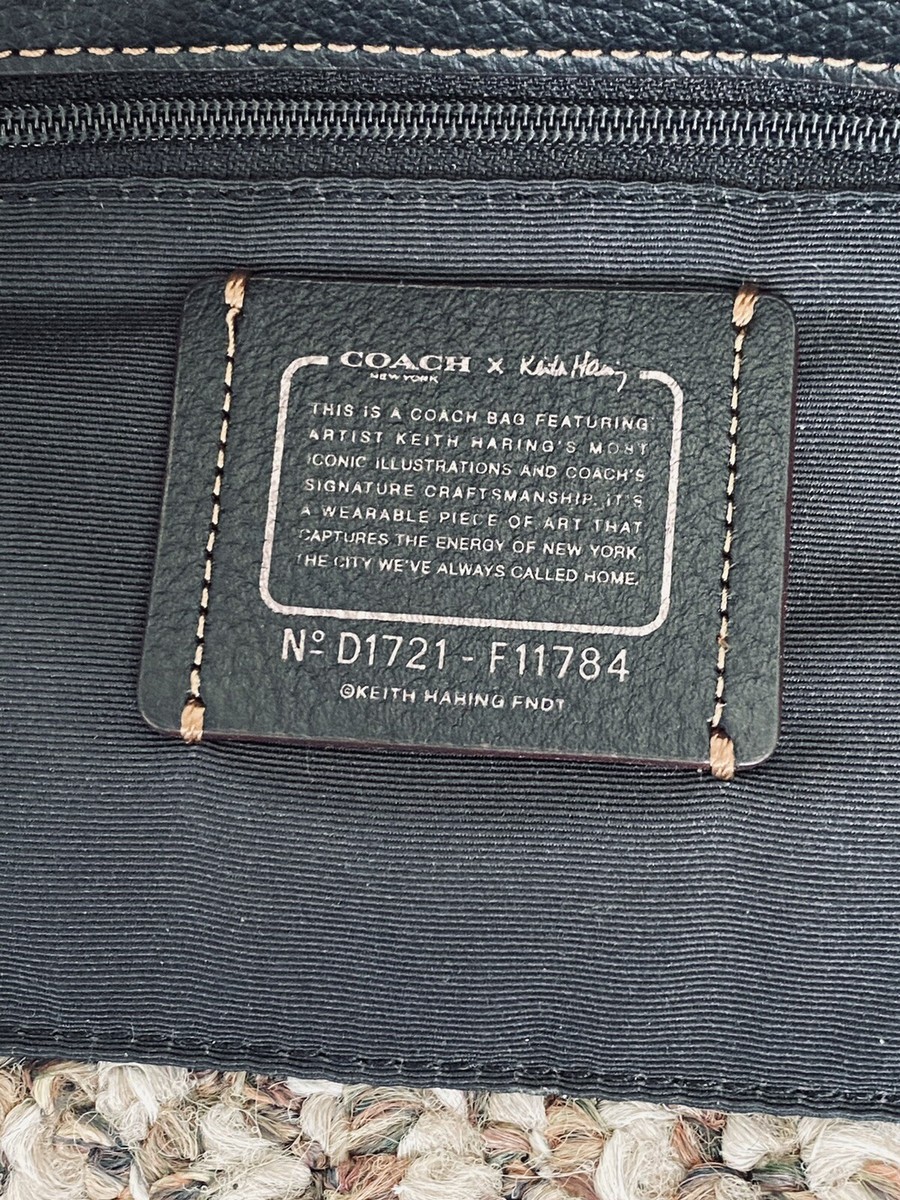 COACH x Keith Haring
NEW YORK
THIS IS A COACH BAG FEATURING
ARTIST KEITH HARING'S MOST
ICONIC ILLUSTRATIONS AND COACH'S
SIGNATURE CRAFTSMANSHIP. IT'S
A WEARABLE PIECE OF ART THAT
CAPTURES THE ENERGY OF NEW YORK,
THE CITY WE'VE ALWAYS CALLED HOME.
Nº D1721 - F11784
©KEITH HARING FNDT